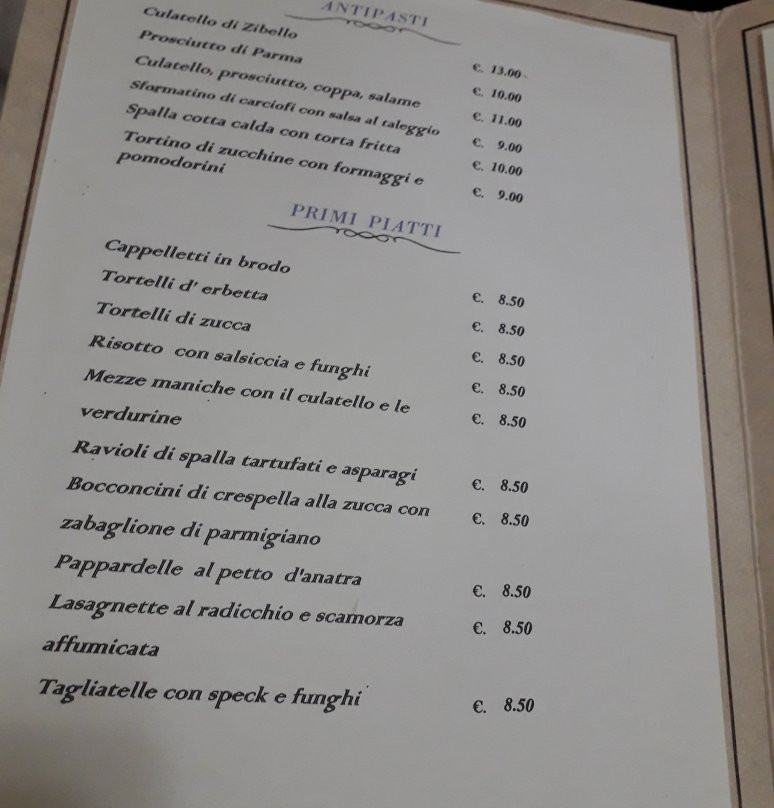 ANTIPASTI
Culatello di Zibello €. 13.00
Prosciutto di Parma €. 10.00
Culatello, prosciutto, coppa, salame €. 11.00
Sformatino di carciofi con salsa al taleggio €. 9.00
Spalla cotta calda con torta fritta €. 10.00
Tortino di zucchine con formaggi e €. 9.00
pomodorini
PRIMI PIATTI
Cappelletti in brodo €. 8.50
Tortelli d' erbetta €. 8.50
Tortelli di zucca €. 8.50
Risotto con salsiccia e funghi €. 8.50
Mezze maniche con il culatello e le €. 8.50
verdurine
Ravioli di spalla tartufati e asparagi €. 8.50
Bocconcini di crespella alla zucca con €. 8.50
zabaglione di parmigiano
Pappardelle al petto d'anatra €. 8.50
Lasagnette al radicchio e scamorza €. 8.50
affumicata
Tagliatelle con speck e funghi €. 8.50